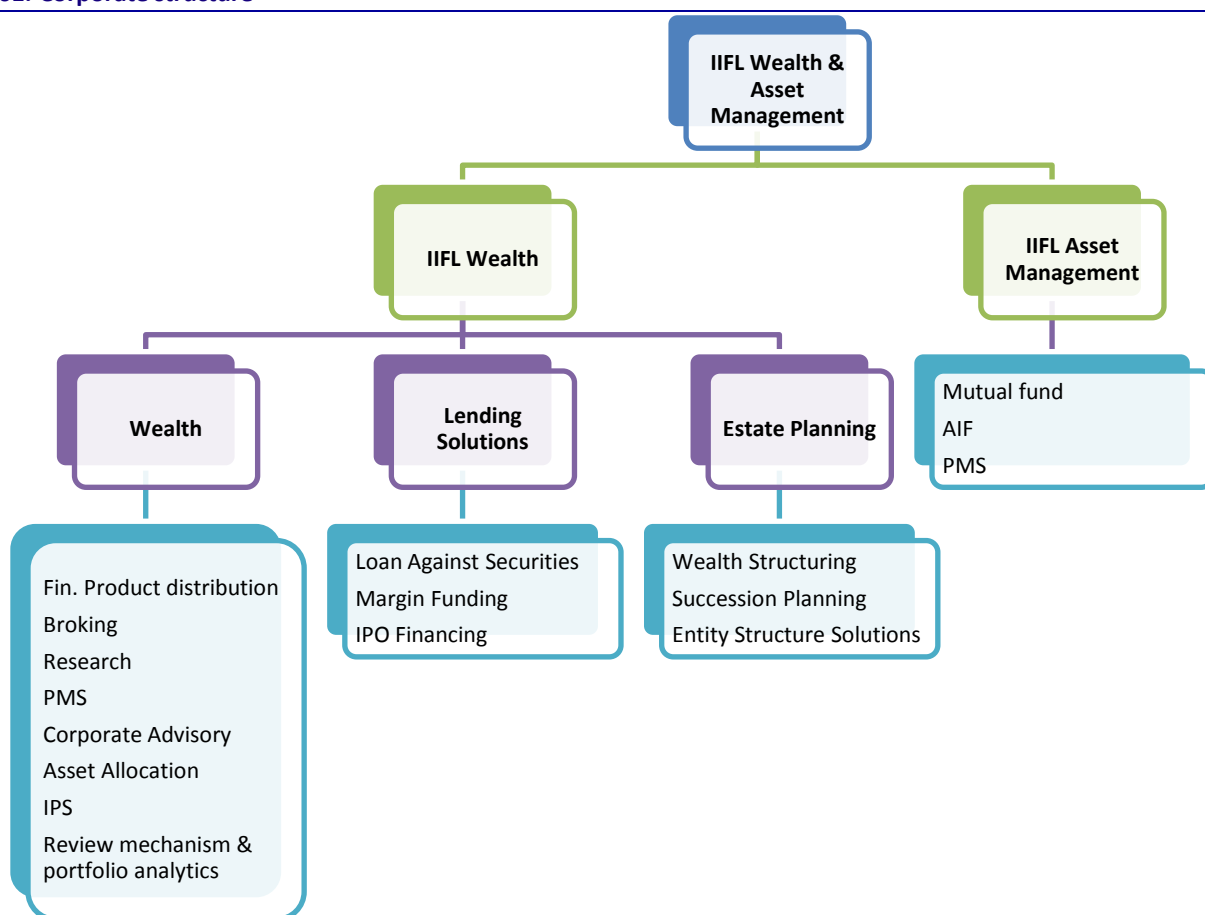 IIFL Wealth &
Asset
Management
IIFL Wealth
IIFL Asset
Management
Wealth
Lending
Solutions
Estate Planning
Mutual fund
AIF
PMS
Fin. Product distribution
Broking
Research
PMS
Corporate Advisory
Asset Allocation
IPS
Review mechanism &
portfolio analytics
Loan Against Securities
Margin Funding
IPO Financing
Wealth Structuring
Succession Planning
Entity Structure Solutions